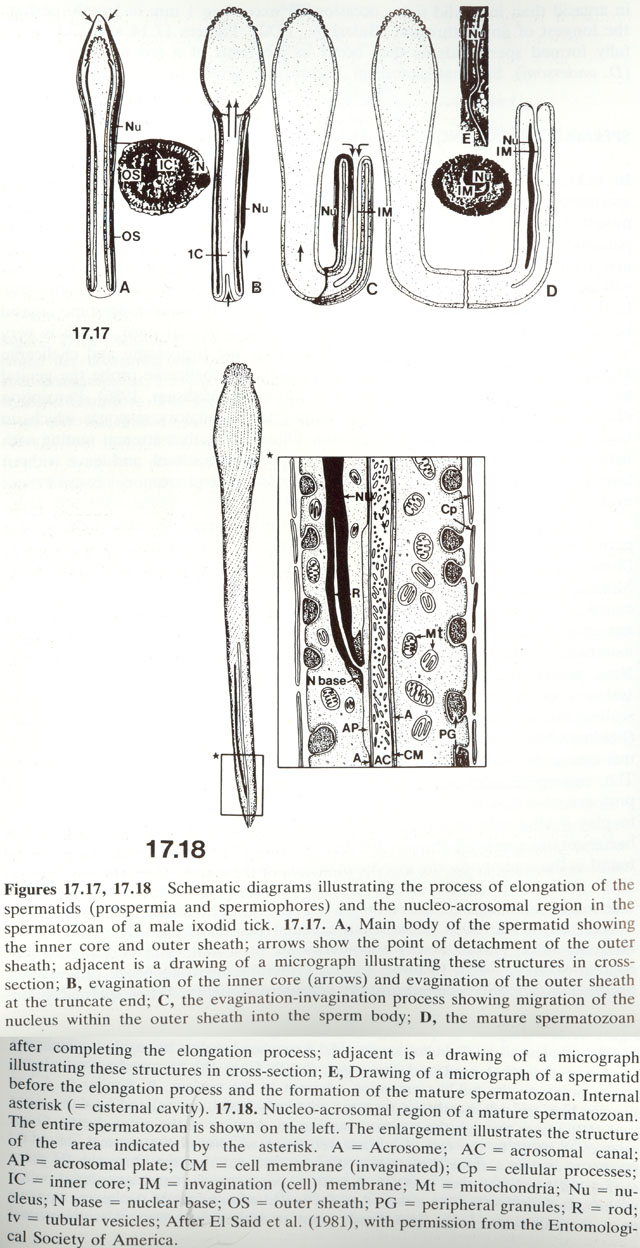 Nu
OS
IC
N
OS
A
Nu
1C
B
Nu
IM
C
Nu
E
Nu
IM
Nu
IM
D
17.17
NU
tv
Cp
R
Mt
N base
AP
A
PG
A
AC
CM
17.18
Figures 17.17, 17.18 Schematic diagrams illustrating the process of elongation of the
spermatids (prospermia and spermiophores) and the nucleo-acrosomal region in the
spermatozoan of a male ixodid tick. 17.17. A, Main body of the spermatid showing
the inner core and outer sheath; arrows show the point of detachment of the outer
sheath; adjacent is a drawing of a micrograph illustrating these structures in cross-
section; B, evagination of the inner core (arrows) and evagination of the outer sheath
at the truncate end; C, the evagination-invagination process showing migration of the
nucleus within the outer sheath into the sperm body; D, the mature spermatozoan
after completing the elongation process; adjacent is a drawing of a micrograph
illustrating these structures in cross-section; E, Drawing of a micrograph of a spermatid
before the elongation process and the formation of the mature spermatozoan. Internal
asterisk (= cisternal cavity). 17.18. Nucleo-acrosomal region of a mature spermatozoan.
The entire spermatozoan is shown on the left. The enlargement illustrates the structure
of the area indicated by the asterisk. A = Acrosome; AC = acrosomal canal;
AP = acrosomal plate; CM = cell membrane (invaginated); Cp = cellular processes;
IC = inner core; IM = invagination (cell) membrane; Mt = mitochondria; Nu = nu-
cleus; N base = nuclear base; OS = outer sheath; PG = peripheral granules; R = rod;
tv = tubular vesicles; After El Said et al. (1981), with permission from the Entomologi-
cal Society of America.